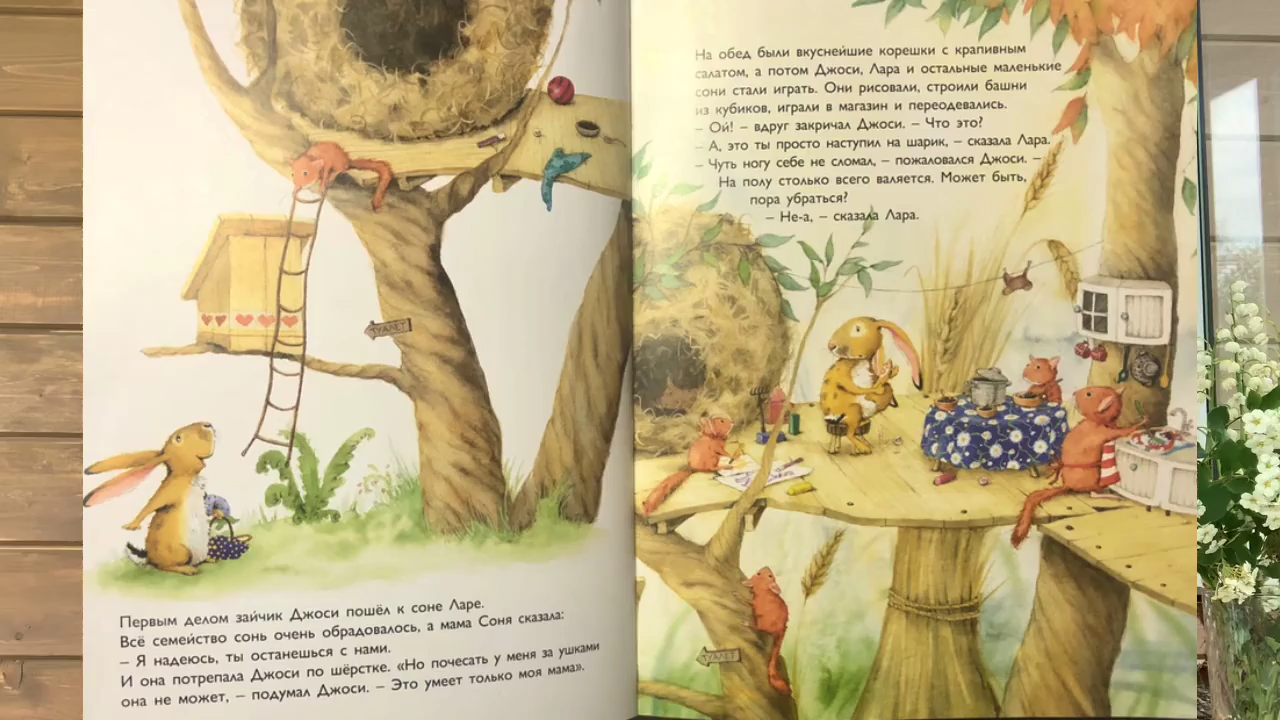 ТУАЛЕТ
Первым делом зайчик Джоси пошёл к соне Ларе.
Всё семейство сонь очень обрадовалось, а мама Соня сказала:
– Я надеюсь, ты останешься с нами.
И она потрепала Джоси по шёрстке. «Но почесать у меня за ушками
она не может, – подумал Джоси. – Это умеет только моя мама».
На обед были вкуснейшие корешки с крапивным
салатом, а потом Джоси, Лара и остальные маленькие
сони стали играть. Они рисовали, строили башни
из кубиков, играли в магазин и переодевались.
– Ой! – вдруг закричал Джоси. – Что это?
– А, это ты просто наступил на шарик, – сказала Лара.
– Чуть ногу себе не сломал, – пожаловался Джоси. –
На полу столько всего валяется. Может быть,
пора убраться?
– Не-а, – сказала Лара.
ТУАЛЕТ